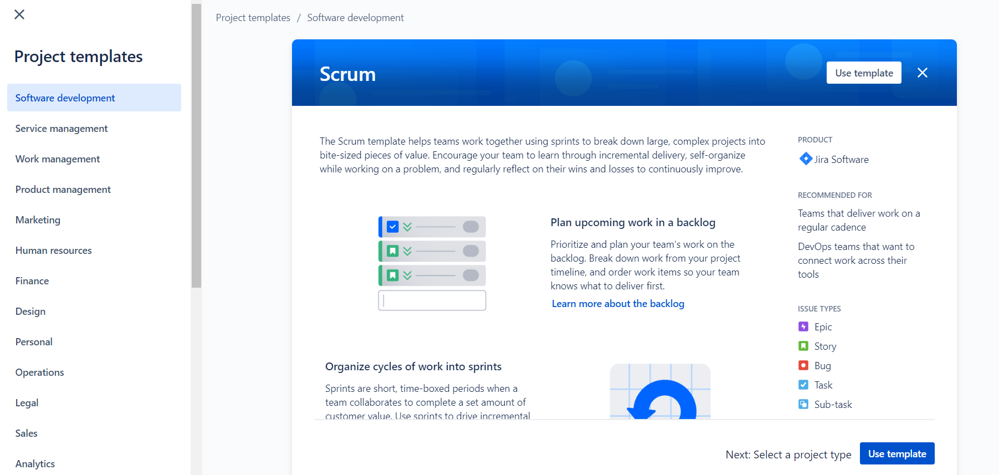 Project templates
Software development
Service management
Work management
Product management
Marketing
Human resources
Finance
Design
Personal
Operations
Legal
Sales
Analytics
Project templates / Software development
Scrum
Use template
The Scrum template helps teams work together using sprints to break down large, complex projects into
bite-sized pieces of value. Encourage your team to learn through incremental delivery, self-organize
while working on a problem, and regularly reflect on their wins and losses to continuously improve.
Plan upcoming work in a backlog
Prioritize and plan your team's work on the
backlog. Break down work from your project
timeline, and order work items so your team
knows what to deliver first.
Learn more about the backlog
Organize cycles of work into sprints
Sprints are short, time-boxed periods when a
team collaborates to complete a set amount of
customer value. Use sprints to drive incremental
PRODUCT
Jira Software
RECOMMENDED FOR
Teams that deliver work on a
regular cadence
DevOps teams that want to
connect work across their
tools
ISSUE TYPES
Epic
Story
Bug
Task
Sub-task
Next: Select a project type
Use template